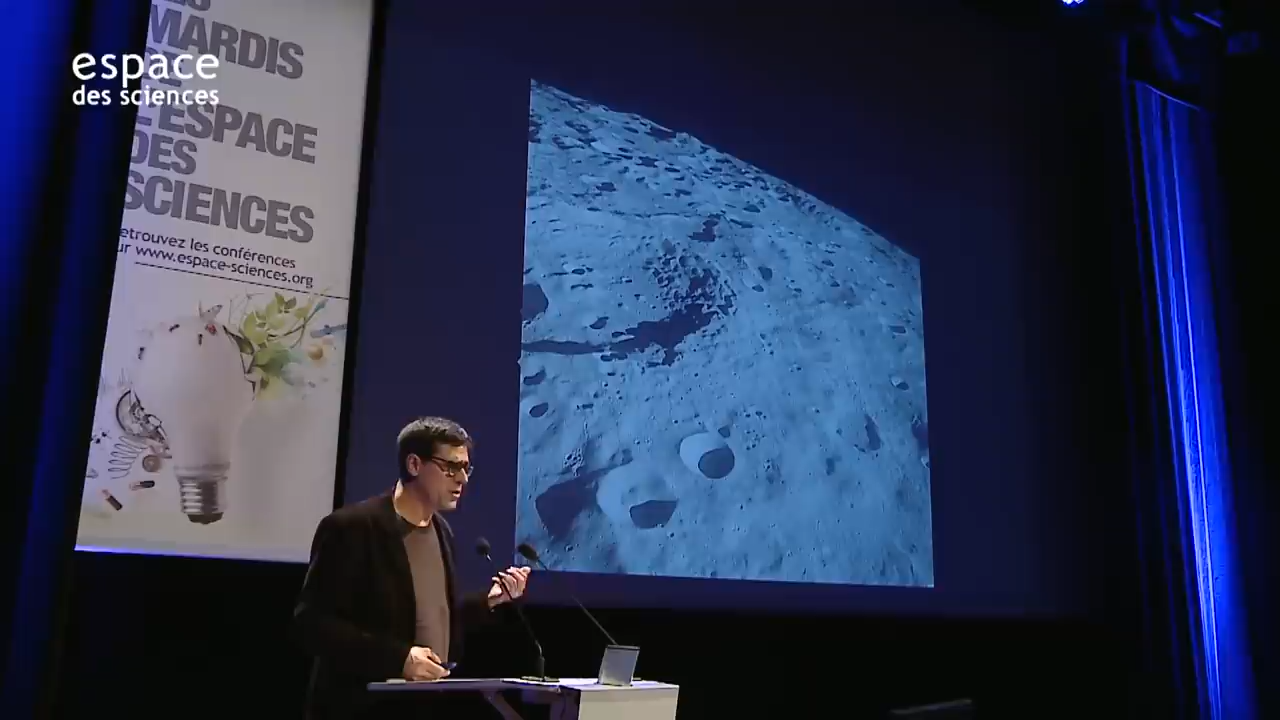 espace
des sciences
MARDIS
L'ESPACE
DES
SCIENCES
etrouvez les conférences
ur www.espace-sciences.org